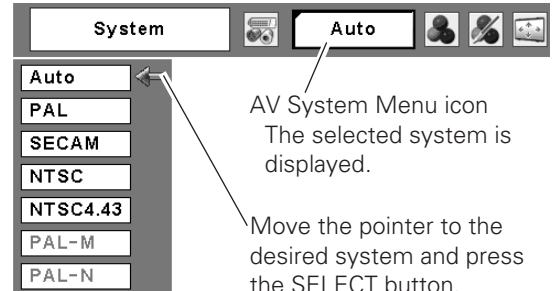 System
Auto
Auto
PAL
SECAM
NTSC
NTSC4.43
PAL-M
PAL-N
AV System Menu icon
The selected system is
displayed.
Move the pointer to the
desired system and press
the SELECT button.